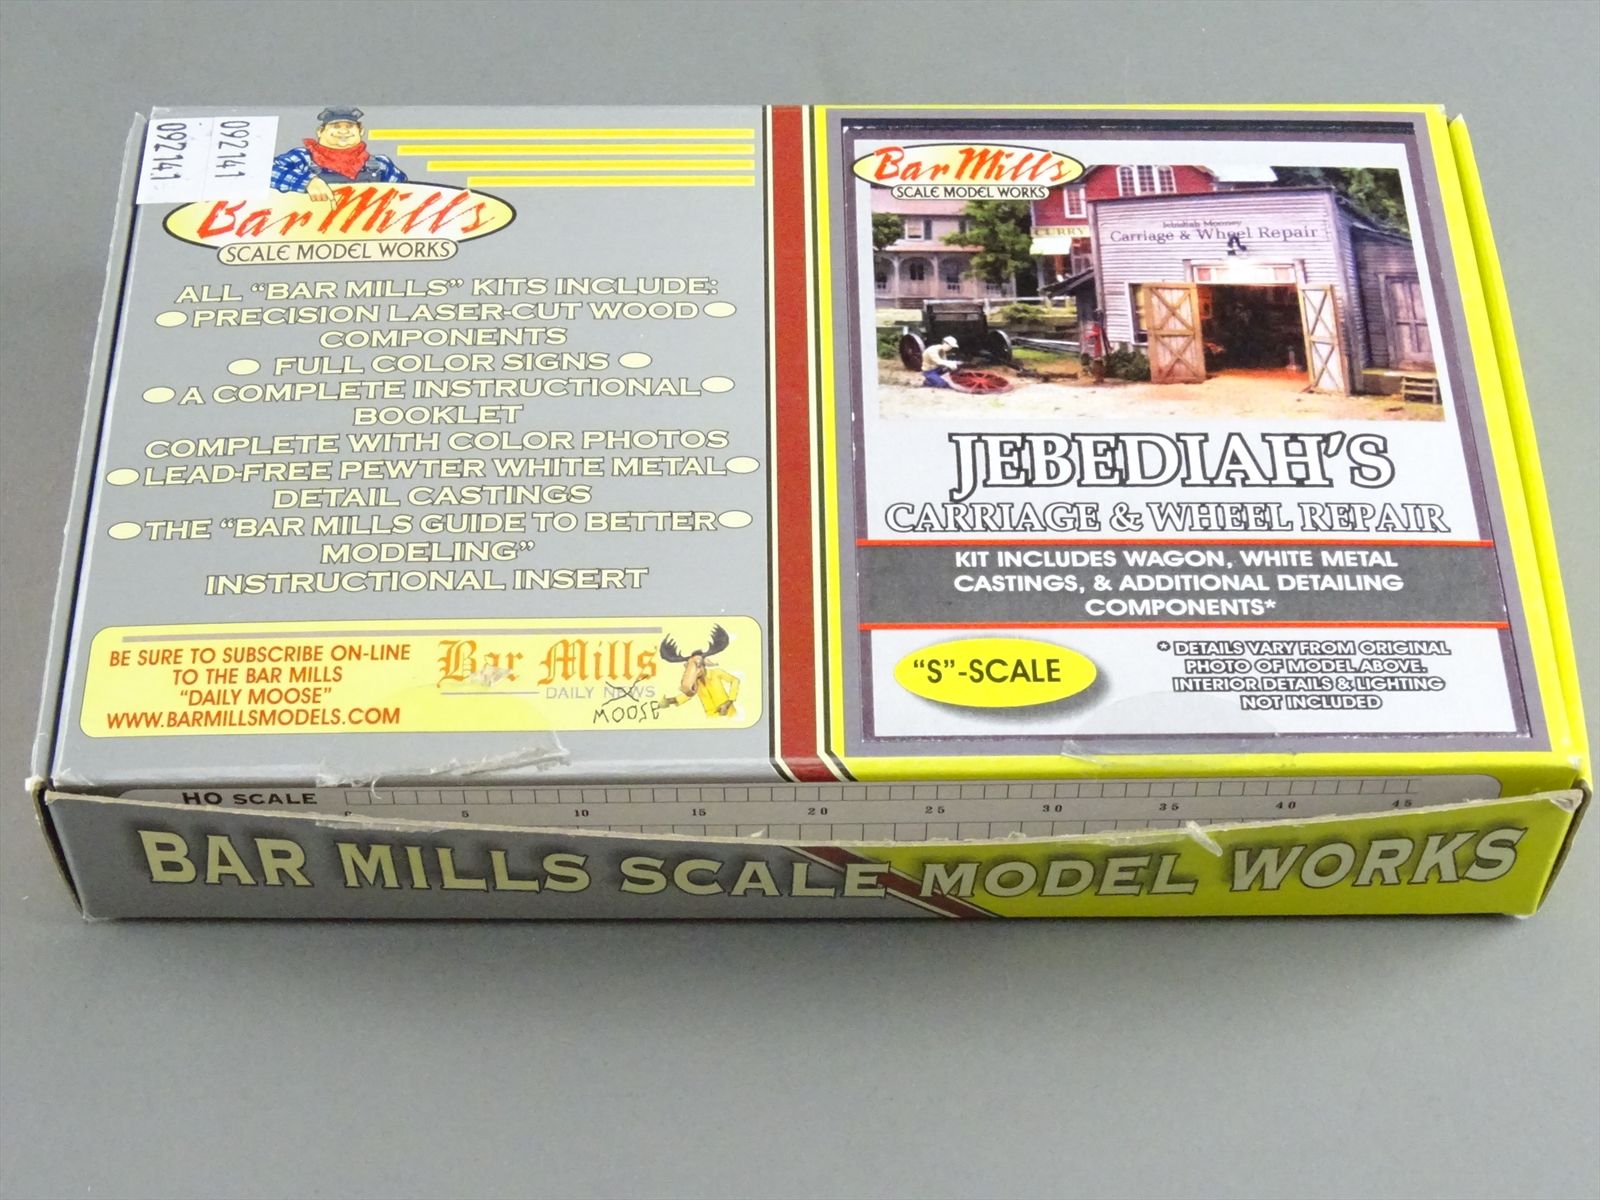 092141
092141
Bar Mills
SCALE MODEL WORKS
ALL "BAR MILLS" KITS INCLUDE:
PRECISION LASER-CUT WOOD
COMPONENTS
FULL COLOR SIGNS
A COMPLETE INSTRUCTIONAL
BOOKLET
COMPLETE WITH COLOR PHOTOS
LEAD-FREE PEWTER WHITE METAL
DETAIL CASTINGS
THE "BAR MILLS GUIDE TO BETTER
MODELING"
INSTRUCTIONAL INSERT
BE SURE TO SUBSCRIBE ON-LINE
TO THE BAR MILLS
"DAILY MOOSE"
WWW.BARMILLSMODELS.COM
Bar Mills
DAILY NEWS
MOOSE
Bar Mills
SCALE MODEL WORKS
CURRY
Jebediah Mooney
Carriage & Wheel Repair
JEBEDIAH'S
CARRIAGE & WHEEL REPAIR
KIT INCLUDES WAGON, WHITE METAL
CASTINGS, & ADDITIONAL DETAILING
COMPONENTS*
"S"-SCALE
* DETAILS VARY FROM ORIGINAL
PHOTO OF MODEL ABOVE.
INTERIOR DETAILS & LIGHTING
NOT INCLUDED
HO SCALE
5 10 15 20 25 30 35 40 45
BAR MILLS SCALE MODEL WORKS